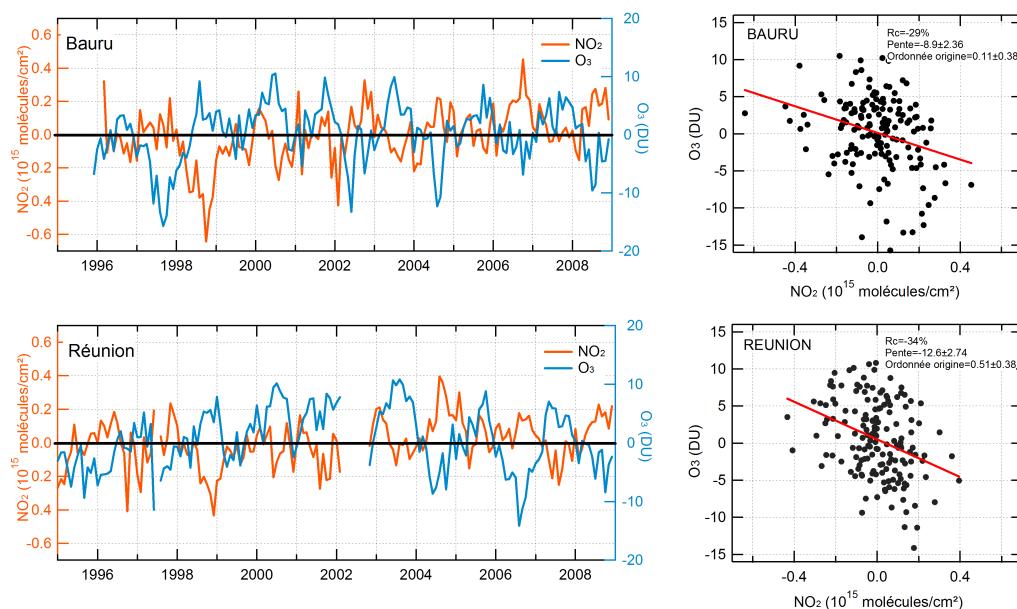 Bauru
NO₂
O₃
0.6
0.4
0.2
0.0
0.2
0.4
-0.6
NO₂ (10¹⁵ molécules/cm²)
20
10
0
-10
-20
O₃ (DU)
1996
1998
2000
2002
2004
2006
2008
BAURU
Rc=-29%
Pente=-8.9±2.36
Ordonnée origine=0.11±0.38
15
10
5
0
-5
-10
-15
O₃ (DU)
-0.4
0.0
0.4
NO₂ (10¹⁵ molécules/cm²)
Réunion
NO₂
O₃
0.6
0.4
0.2
0.0
0.2
0.4
-0.6
NO₂ (10¹⁵ molécules/cm²)
20
10
0
-10
-20
O₃ (DU)
1996
1998
2000
2002
2004
2006
2008
REUNION
Rc=-34%
Pente=-12.6±2.74
Ordonnée origine=0.51±0.38
15
10
5
0
-5
-10
-15
O₃ (DU)
-0.4
0.0
0.4
NO₂ (10¹⁵ molécules/cm²)